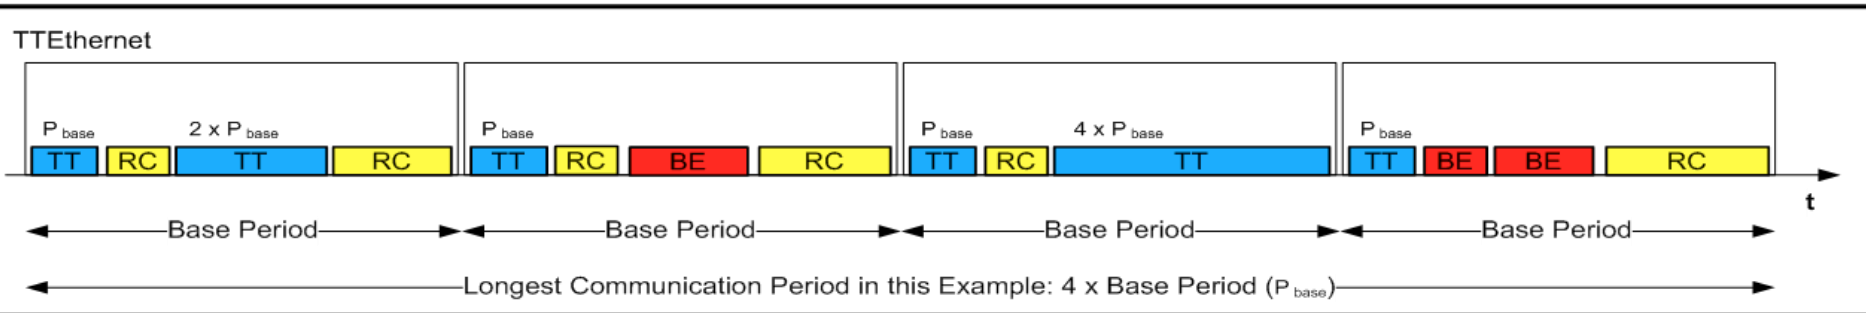 TTEthernet
P base 2 x P base P base P base 4 x P base P base
TT RC TT RC TT RC BE RC TT RC TT TT BE BE RC
t
Base Period Base Period Base Period Base Period
Longest Communication Period in this Example: 4 x Base Period (P base)